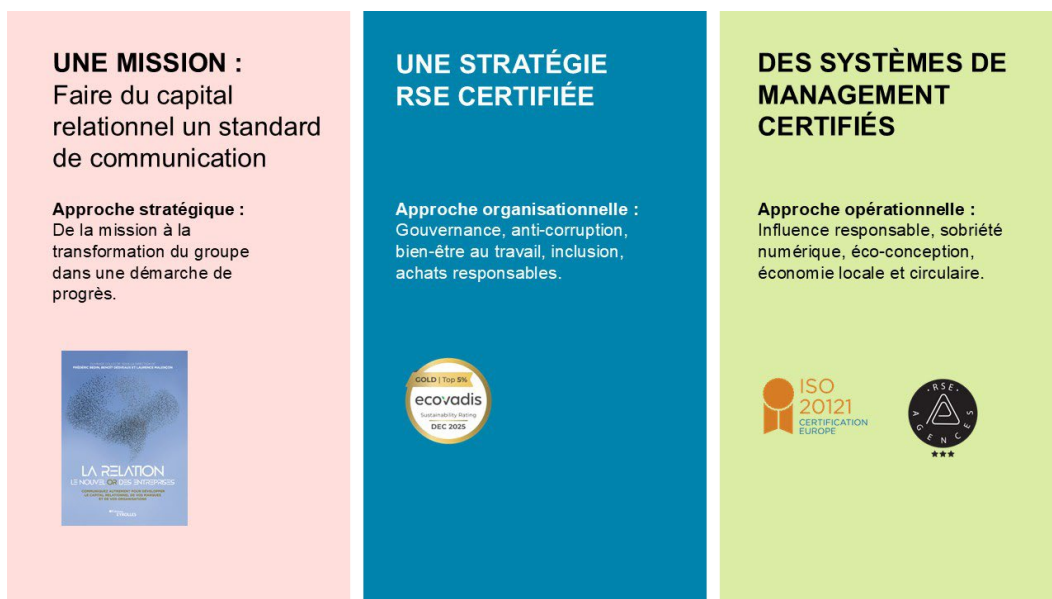 UNE MISSION :
Faire du capital
relationnel un standard
de communication
Approche stratégique :
De la mission à la
transformation du groupe
dans une démarche de
progrès.
LA RELATION
LE NOUVEL OR DES ENTREPRISES
UNE STRATÉGIE
RSE CERTIFIÉE
Approche organisationnelle :
Gouvernance, anti-corruption,
bien-être au travail, inclusion,
achats responsables.
GOLD | Top 5%
ecovadis
Sustainability Rating
DEC 2025
DES SYSTÈMES DE
MANAGEMENT
CERTIFIÉS
Approche opérationnelle :
Influence responsable, sobriété
numérique, éco-conception,
économie locale et circulaire.
ISO
20121
CERTIFICATION
EUROPE
RSE
AGENCES